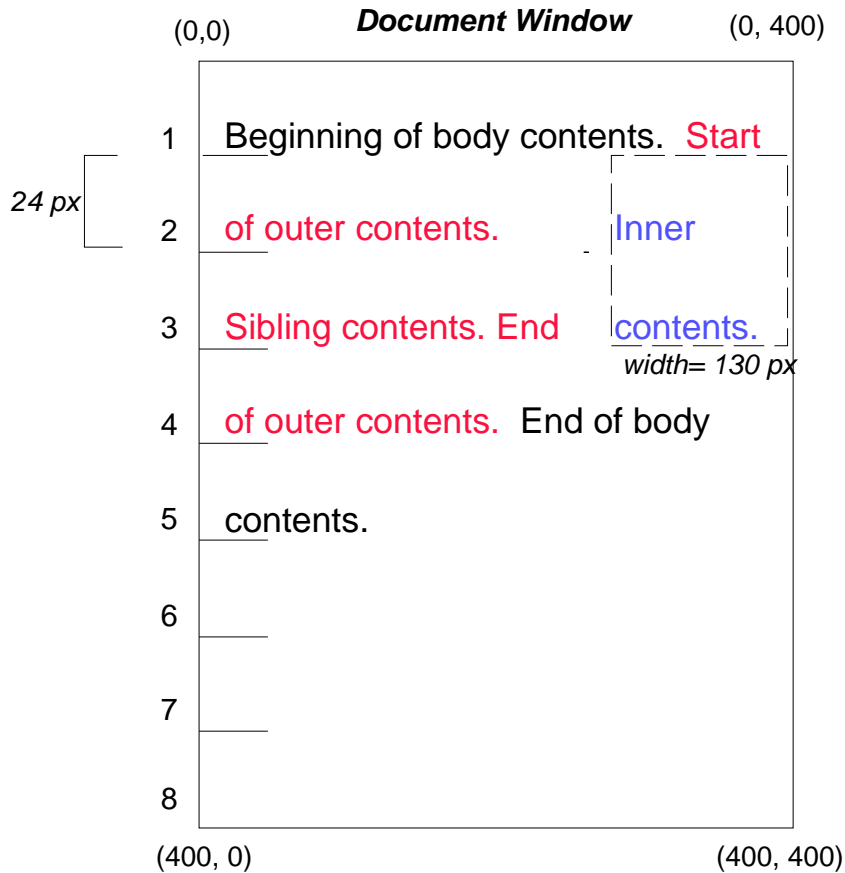 Document Window
(0,0) (0, 400)
1 Beginning of body contents. Start
24 px
2 of outer contents. - Inner
3 Sibling contents. End contents.
width= 130 px
4 of outer contents. End of body
5 contents.
6
7
8
(400, 0) (400, 400)